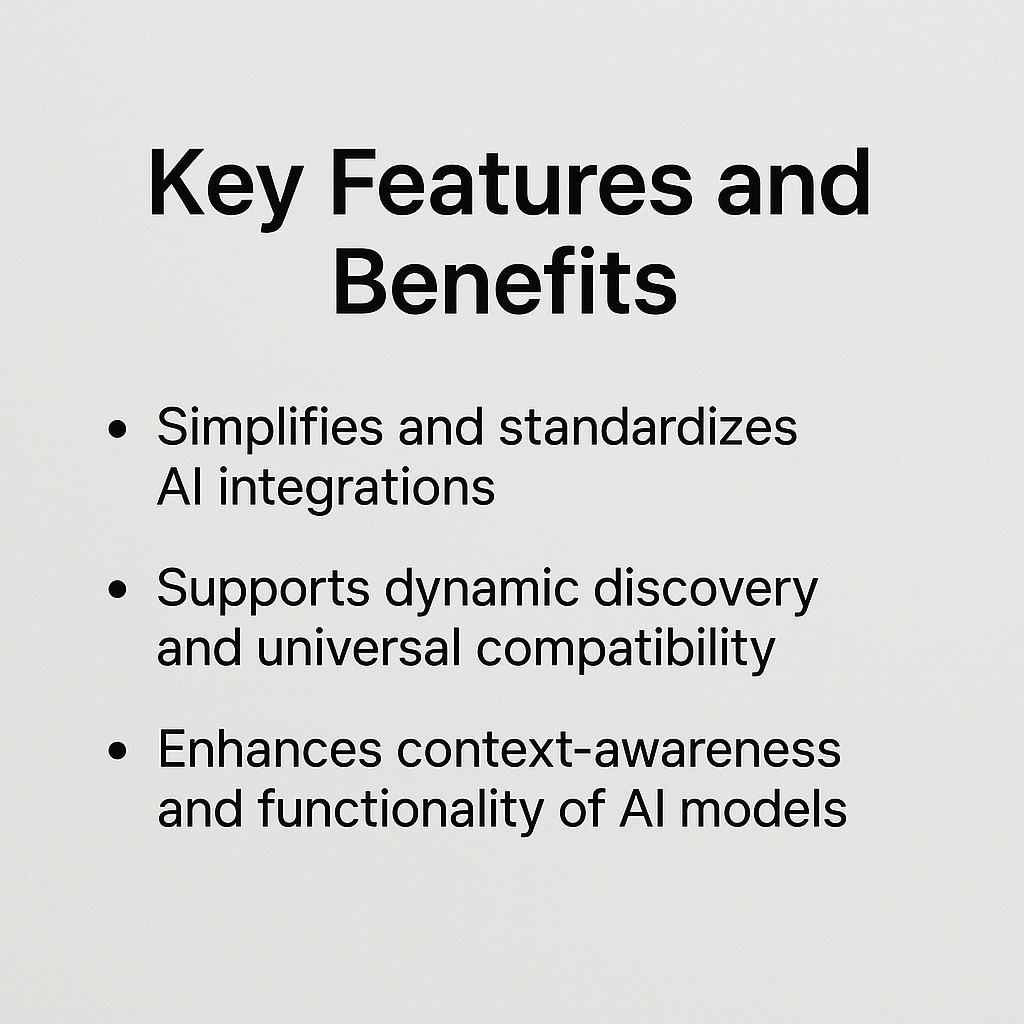 Key Features and
Benefits
• Simplifies and standardizes
AI integrations
• Supports dynamic discovery
and universal compatibility
• Enhances context-awareness
and functionality of AI models